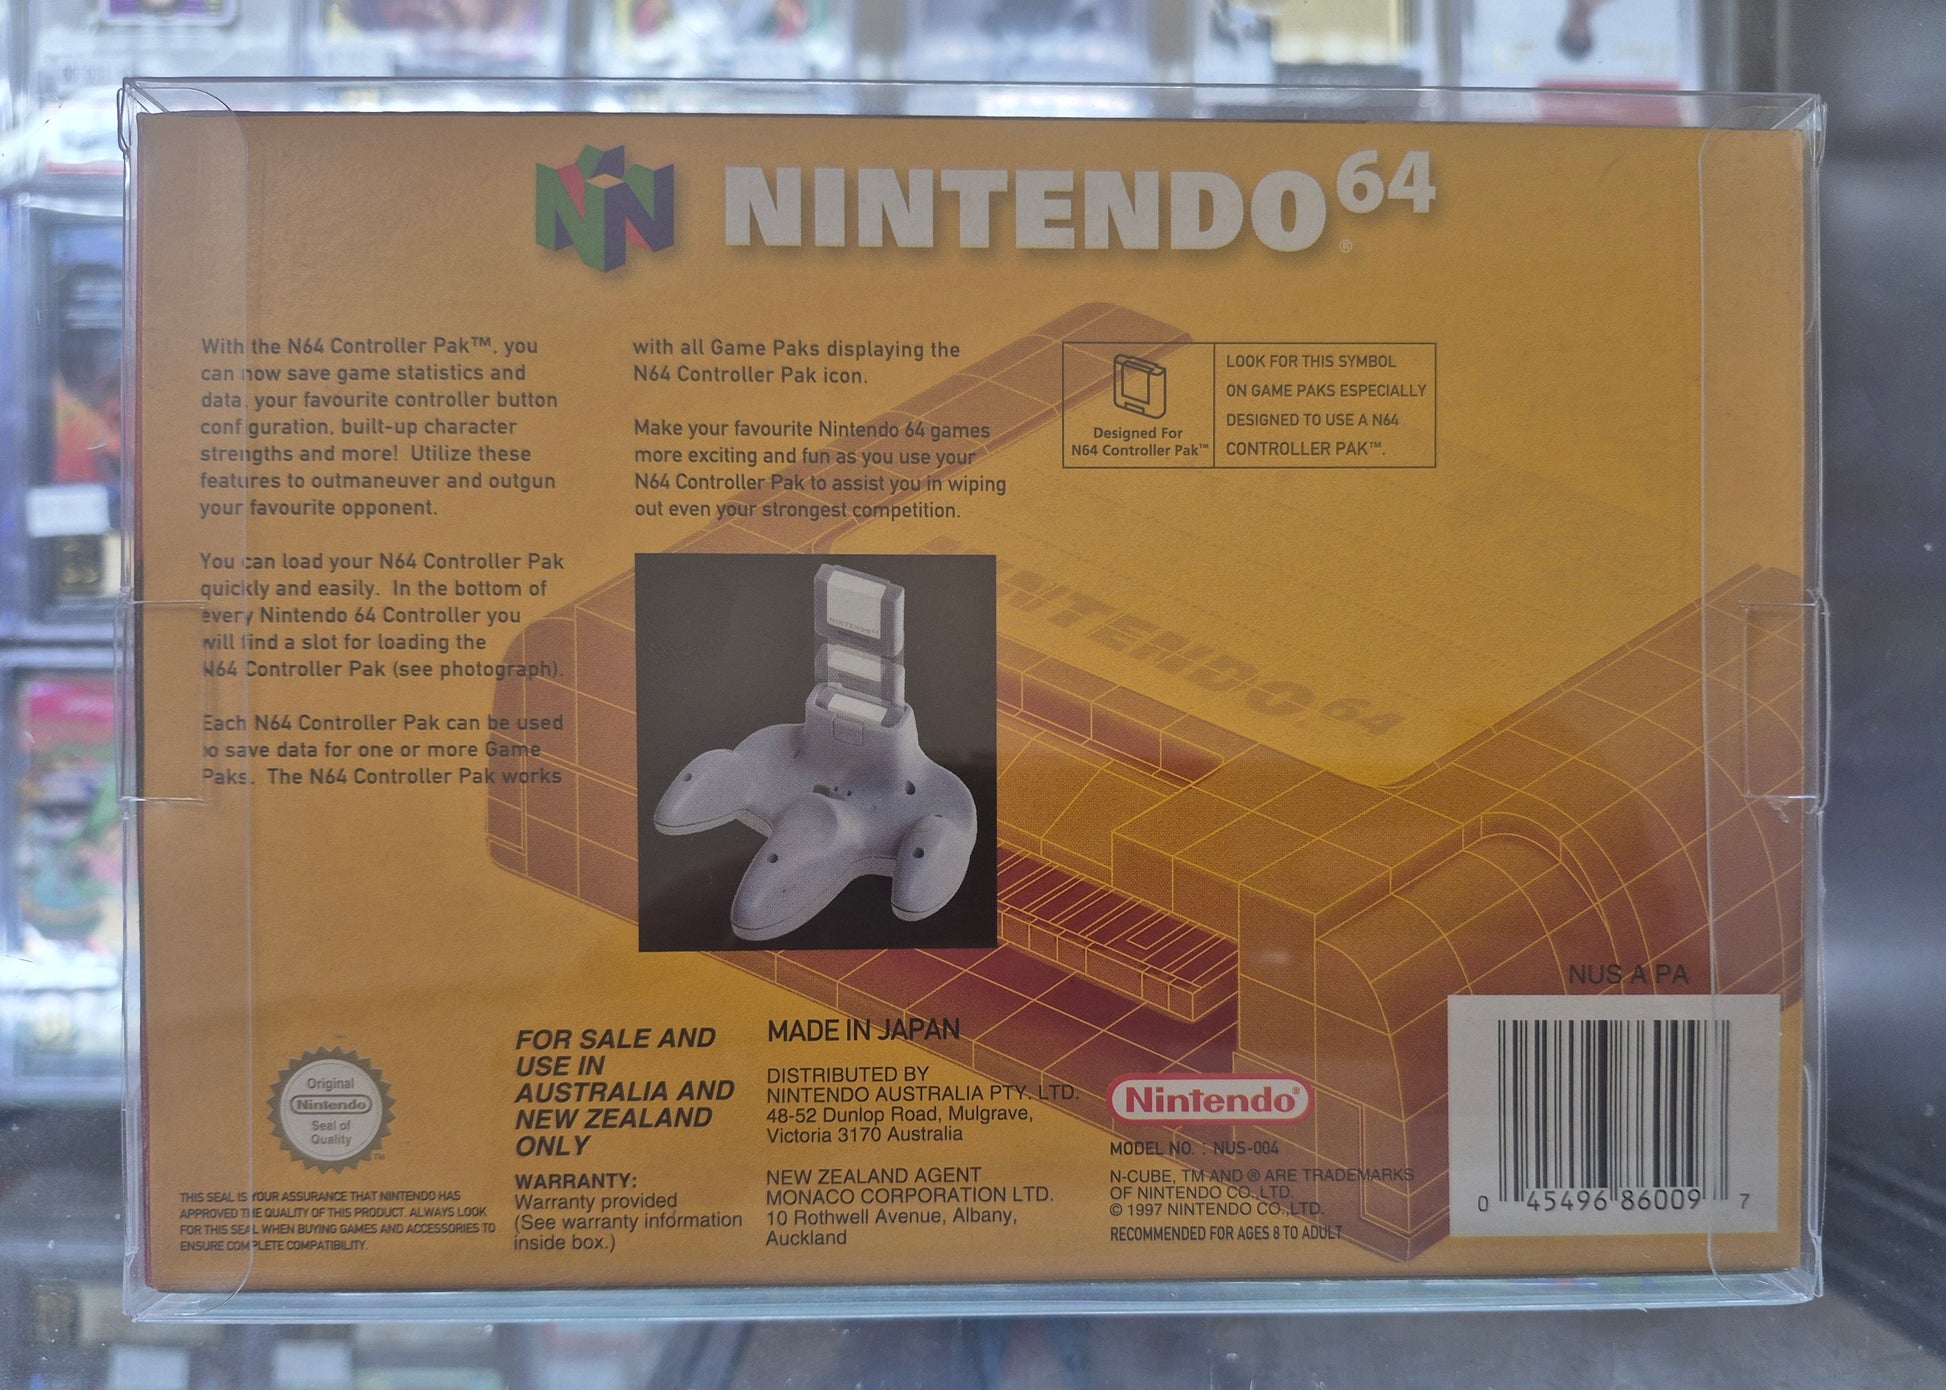 NINTENDO64
®
With the N64 Controller Pak™, you
can now save game statistics and
data, your favourite controller button
configuration, built-up character
strengths and more! Utilize these
features to outmaneuver and outgun
your favourite opponent.
You can load your N64 Controller Pak
quickly and easily. In the bottom of
every Nintendo 64 Controller you
will find a slot for loading the
N64 Controller Pak (see photograph).
Each N64 Controller Pak can be used
to save data for one or more Game
Paks. The N64 Controller Pak works
with all Game Paks displaying the
N64 Controller Pak icon.
Make your favourite Nintendo 64 games
more exciting and fun as you use your
N64 Controller Pak to assist you in wiping
out even your strongest competition.
Designed For
N64 Controller Pak™
LOOK FOR THIS SYMBOL
ON GAME PAKS ESPECIALLY
DESIGNED TO USE A N64
CONTROLLER PAK™.
NINTENDO64
NINTENDO 64
Original
Nintendo
Seal of
Quality
TM
THIS SEAL IS YOUR ASSURANCE THAT NINTENDO HAS
APPROVED THE QUALITY OF THIS PRODUCT. ALWAYS LOOK
FOR THIS SEAL WHEN BUYING GAMES AND ACCESSORIES TO
ENSURE COMPLETE COMPATIBILITY.
FOR SALE AND
USE IN
AUSTRALIA AND
NEW ZEALAND
ONLY
WARRANTY:
Warranty provided
(See warranty information
inside box.)
MADE IN JAPAN
DISTRIBUTED BY
NINTENDO AUSTRALIA PTY. LTD.
48-52 Dunlop Road, Mulgrave,
Victoria 3170 Australia
NEW ZEALAND AGENT
MONACO CORPORATION LTD.
10 Rothwell Avenue, Albany,
Auckland
Nintendo®
MODEL NO. : NUS-004
N-CUBE, TM AND ® ARE TRADEMARKS
OF NINTENDO CO.,LTD.
© 1997 NINTENDO CO.,LTD.
RECOMMENDED FOR AGES 8 TO ADULT
NUS A PA
0 45496 86009 7